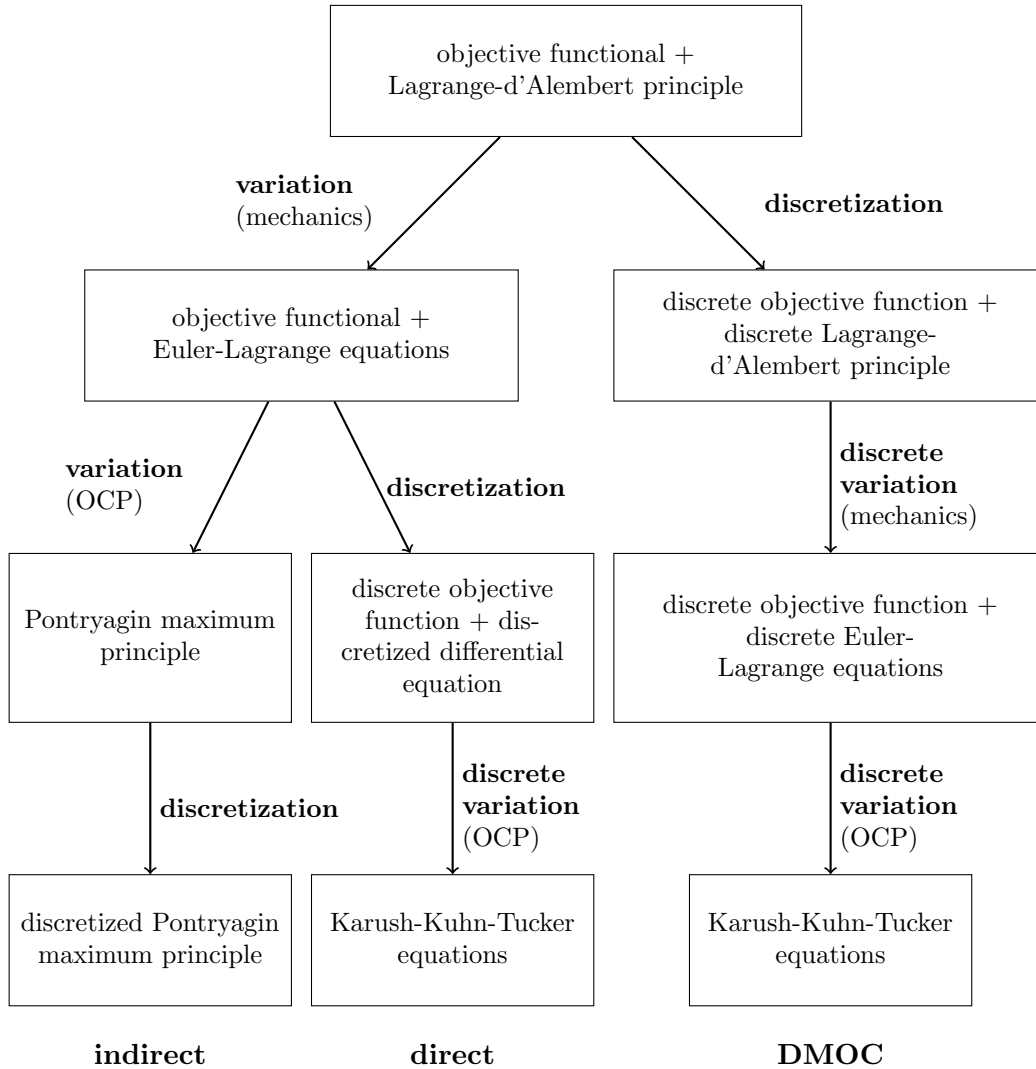 objective functional +
Lagrange-d'Alembert principle
variation
(mechanics)
discretization
objective functional +
Euler-Lagrange equations
discrete objective function +
discrete Lagrange-
d'Alembert principle
variation
(OCP)
discretization
discrete
variation
(mechanics)
Pontryagin maximum
principle
discrete objective
function + dis-
cretized differential
equation
discrete objective function +
discrete Euler-
Lagrange equations
discretization
discrete
variation
(OCP)
discrete
variation
(OCP)
discretized Pontryagin
maximum principle
Karush-Kuhn-Tucker
equations
Karush-Kuhn-Tucker
equations
indirect
direct
DMOC